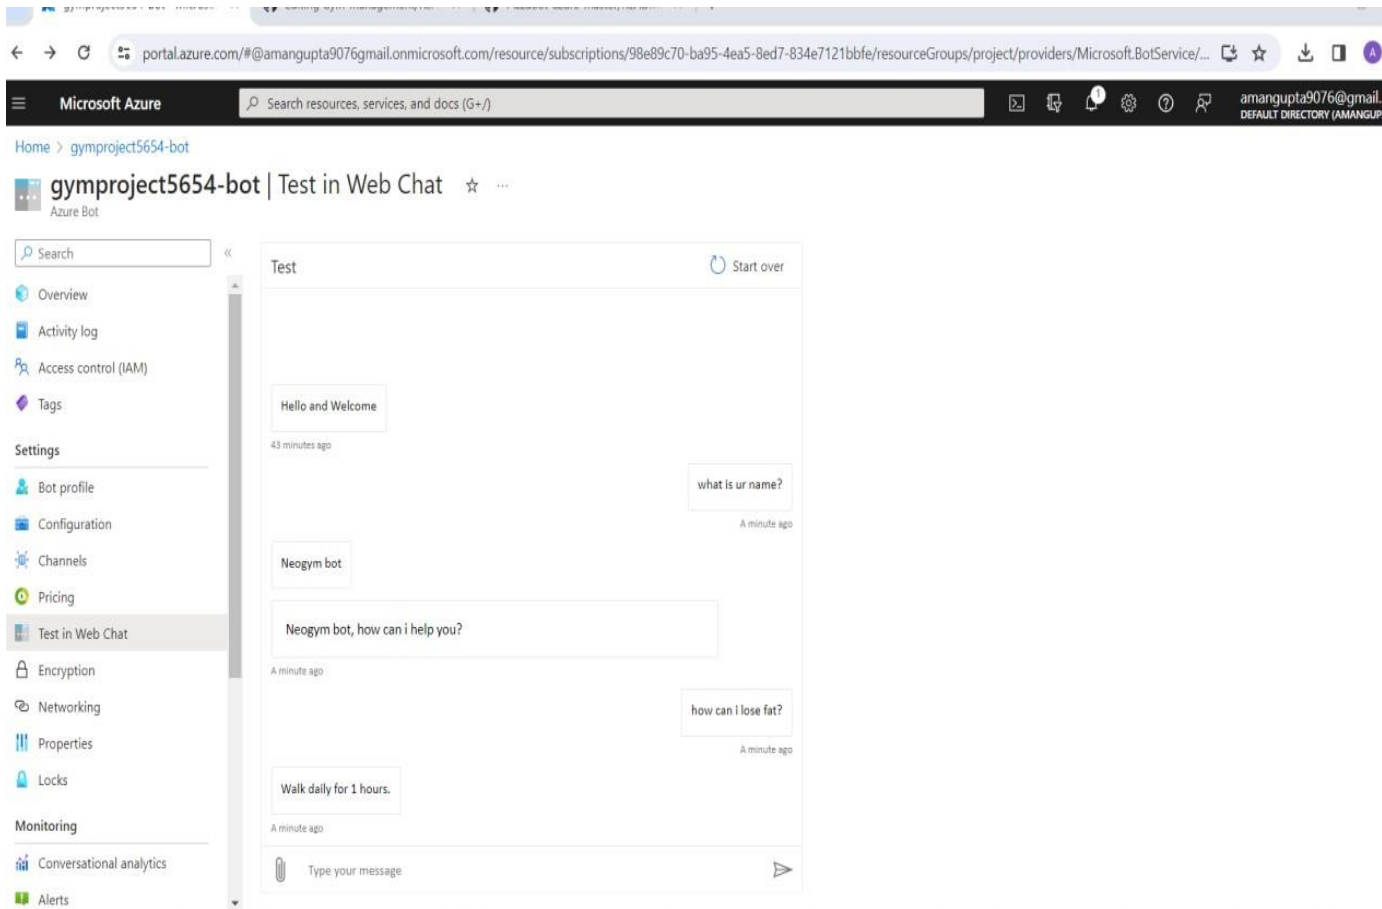 portal.azure.com/#@amangupta9076gmail.onmicrosoft.com/resource/subscriptions/98e89c70-ba95-4ea5-8ed7-834e7121bbfe/resourceGroups/project/providers/Microsoft.BotService/...
A
Microsoft Azure
Search resources, services, and docs (G+/)
1
amangupta9076@gmail.
DEFAULT DIRECTORY (AMANGUP
Home > gymproject5654-bot
gymproject5654-bot | Test in Web Chat
Azure Bot
Search
«
Overview
Activity log
Access control (IAM)
Tags
Settings
Bot profile
Configuration
Channels
Pricing
Test in Web Chat
Encryption
Networking
Properties
Locks
Monitoring
Conversational analytics
Alerts
Test
Start over
Hello and Welcome
43 minutes ago
what is ur name?
A minute ago
Neogym bot
Neogym bot, how can i help you?
A minute ago
how can i lose fat?
A minute ago
Walk daily for 1 hours.
A minute ago
Type your message